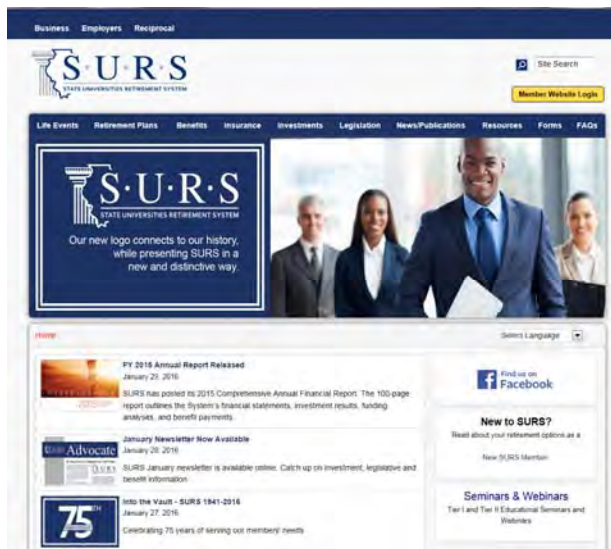 Business Employers Reciprocal
S·U·R·S
STATE UNIVERSITIES RETIREMENT SYSTEM
Site Search
Member Website Login
Life Events Retirement Plans Benefits Insurance Investments Legislation News/Publications Resources Forms FAQs
S·U·R·S
STATE UNIVERSITIES RETIREMENT SYSTEM
Our new logo connects to our history,
while presenting SURS in a
new and distinctive way.
Home
Select Language
FY 2015 Annual Report Released
January 29, 2016
SURS has posted its 2015 Comprehensive Annual Financial Report. The 100-page
report outlines the System's financial statements, investment results, funding
analyses, and benefit payments.
Advocate
January Newsletter Now Available
January 28, 2016
SURS January newsletter is available online. Catch up on investment, legislative and
benefit information
75TH
Into the Vault - SURS 1941-2016
January 27, 2016
Celebrating 75 years of serving our members' needs
Find us on
Facebook
New to SURS?
Read about your retirement options as a
New SURS Member
Seminars & Webinars
Tier I and Tier II Educational Seminars and
Webinars